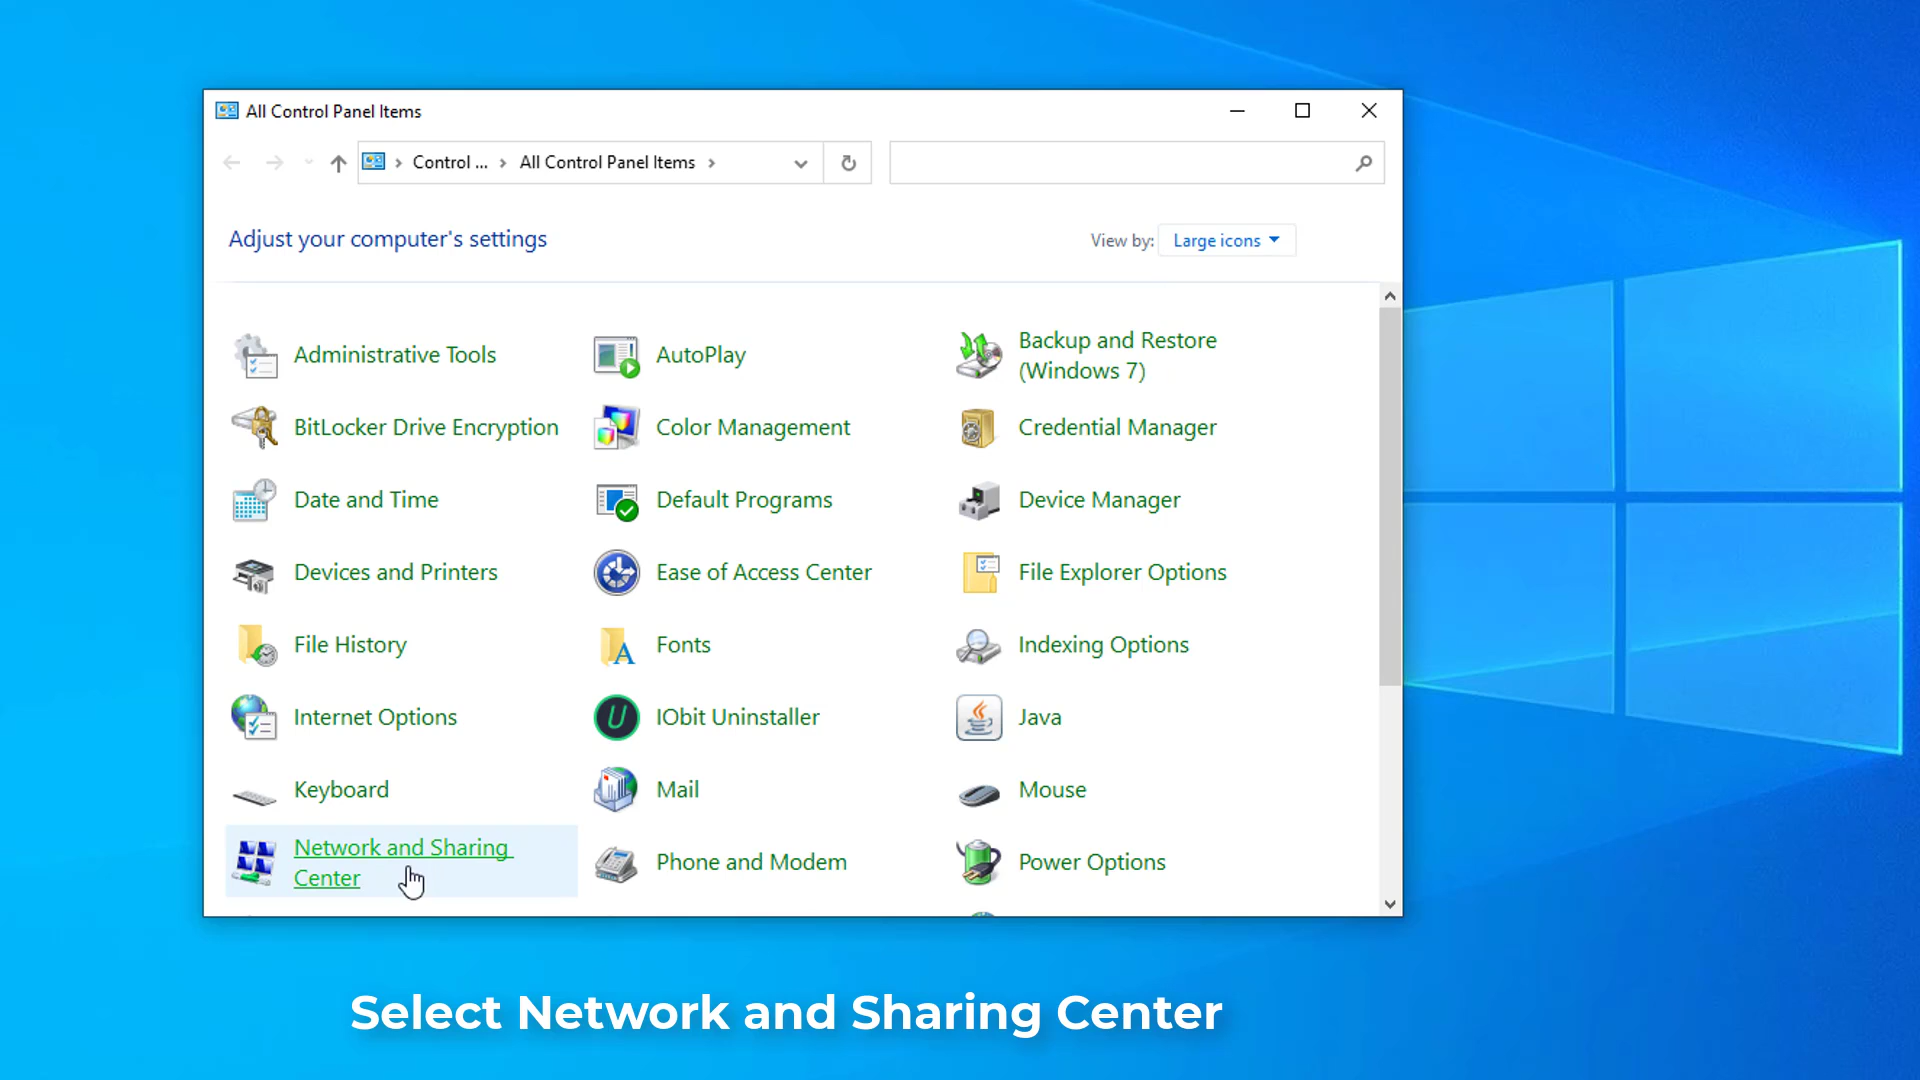 All Control Panel Items
Control ... All Control Panel Items
Adjust your computer's settings
View by: Large icons
Administrative Tools
AutoPlay
Backup and Restore
(Windows 7)
BitLocker Drive Encryption
Color Management
Credential Manager
Date and Time
Default Programs
Device Manager
Devices and Printers
Ease of Access Center
File Explorer Options
File History
Fonts
Indexing Options
Internet Options
IObit Uninstaller
Java
Keyboard
Mail
Mouse
Network and Sharing
Center
Phone and Modem
Power Options
Select Network and Sharing Center